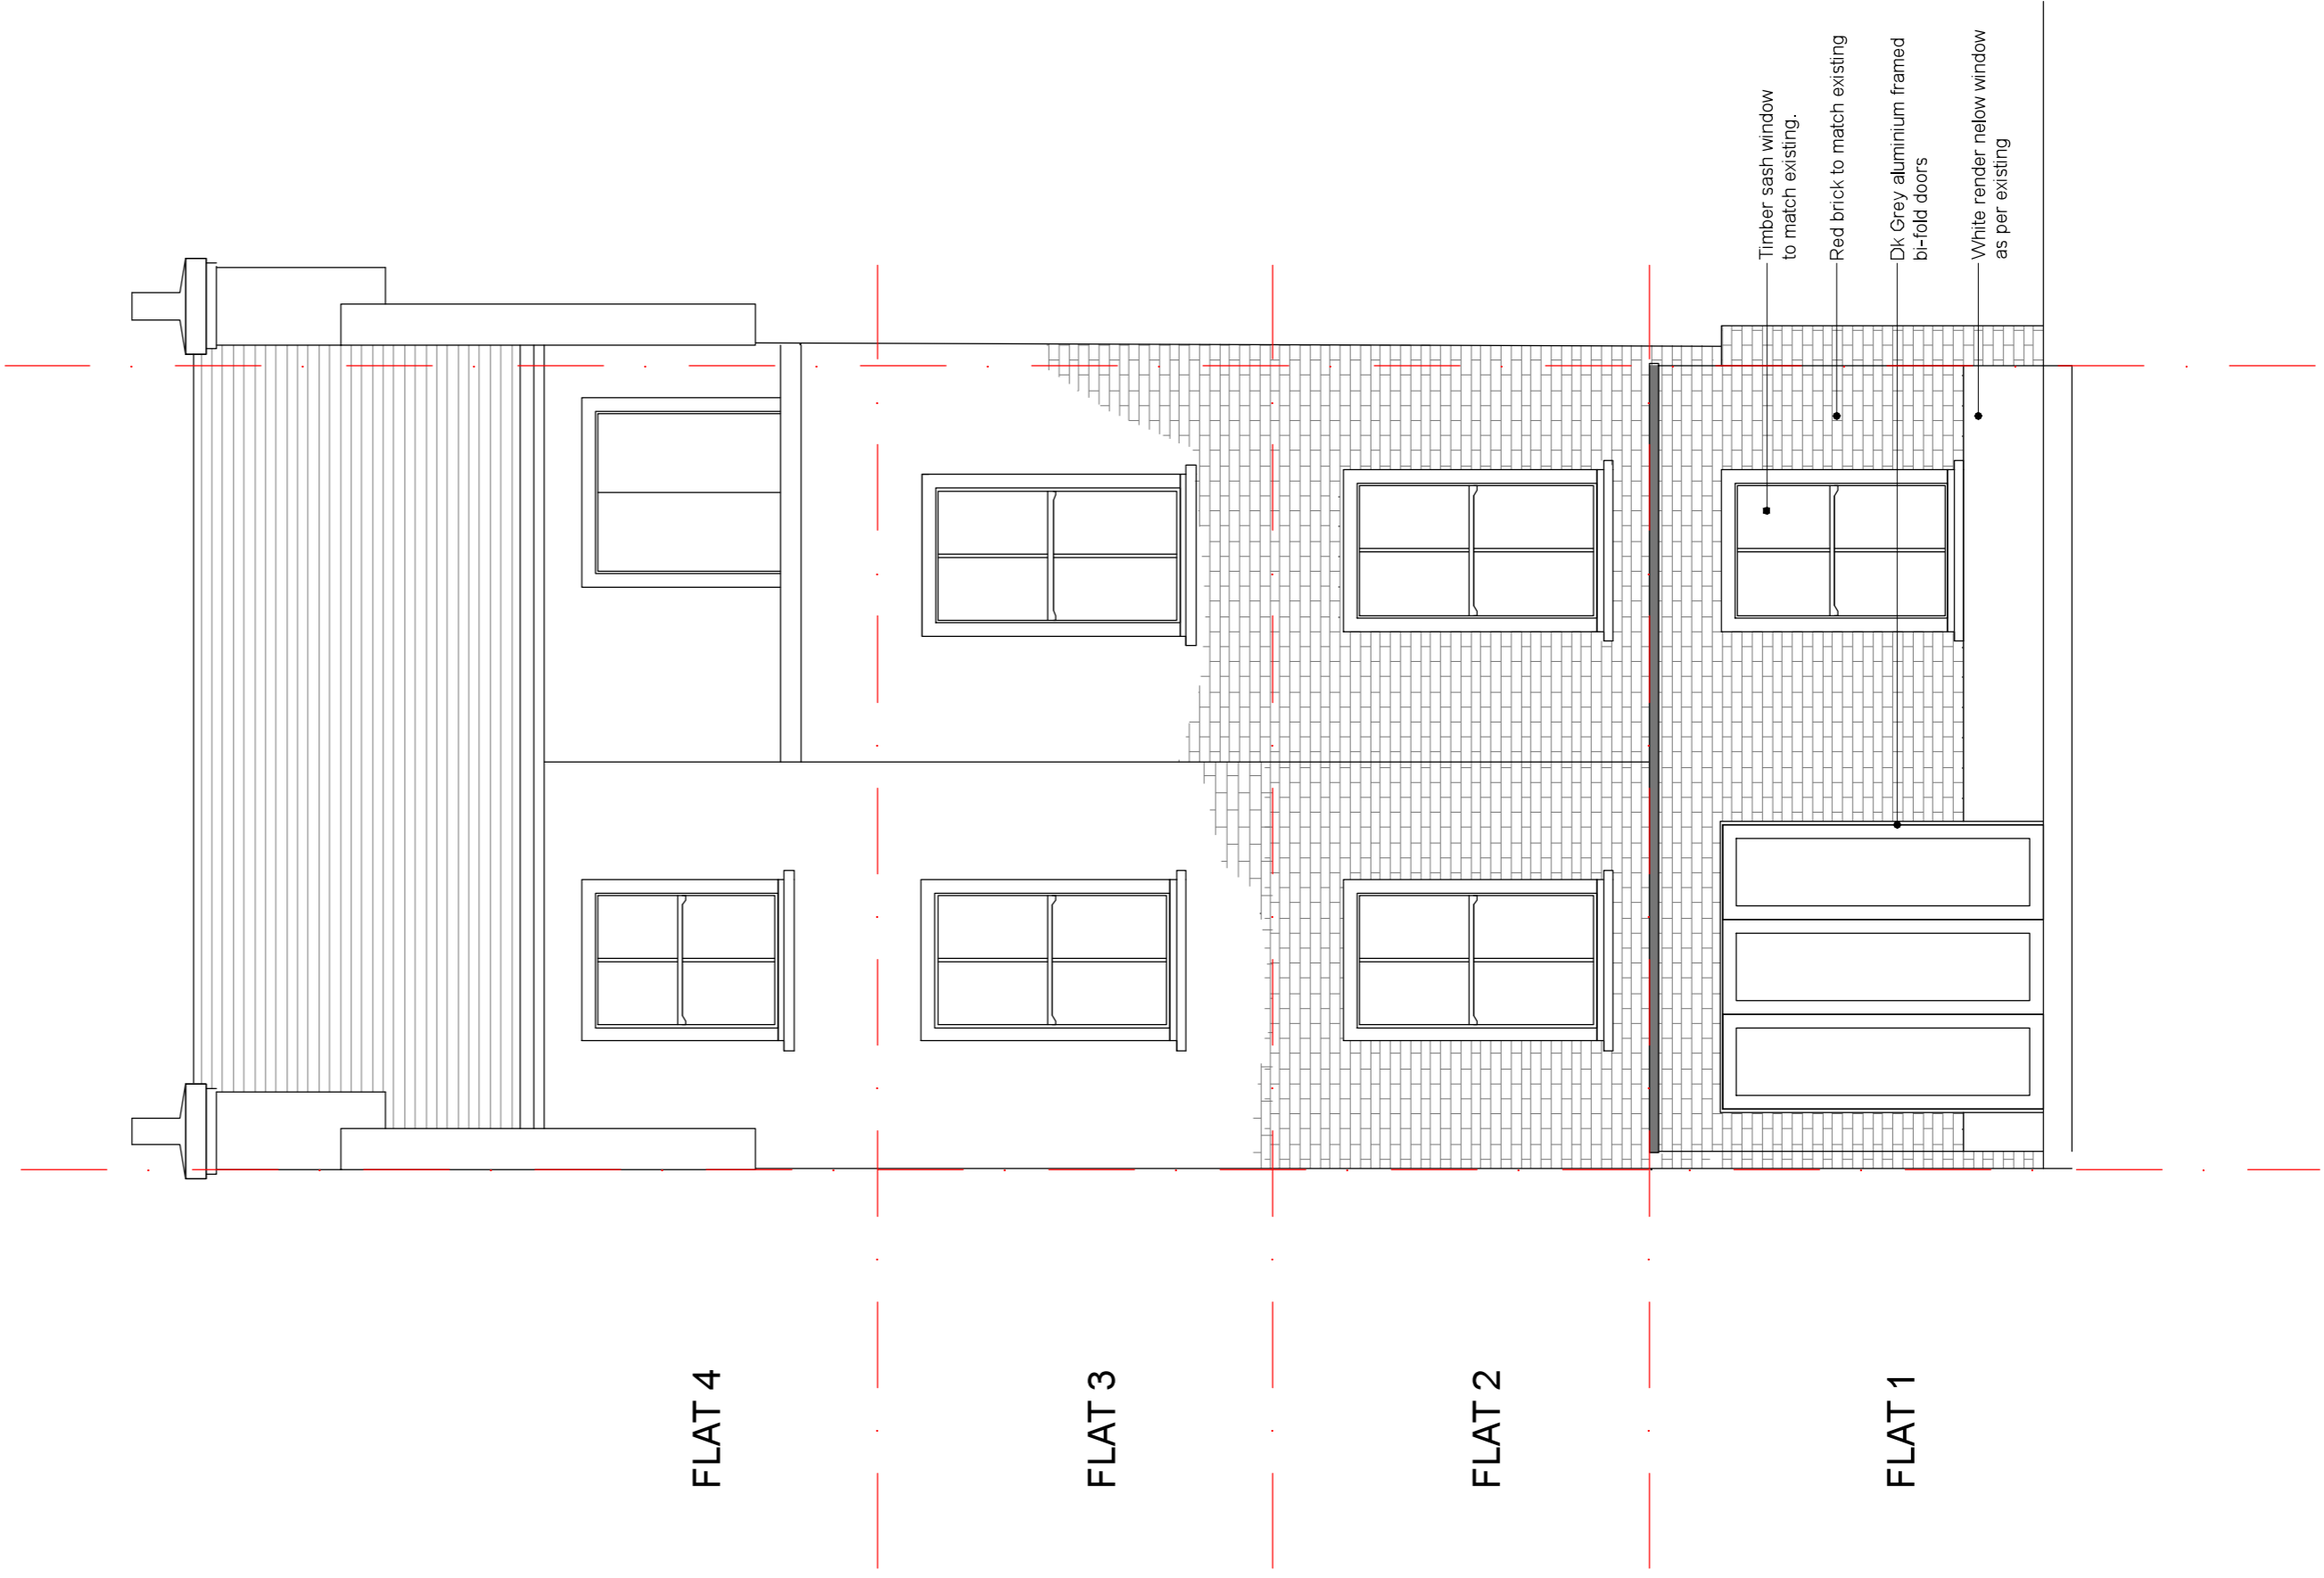 FLAT 4
FLAT 3
FLAT 2
FLAT 1
Timber sash window
to match existing.
Red brick to match existing
Dk Grey aluminium framed
bi-fold doors
White render nelow window
as per existing